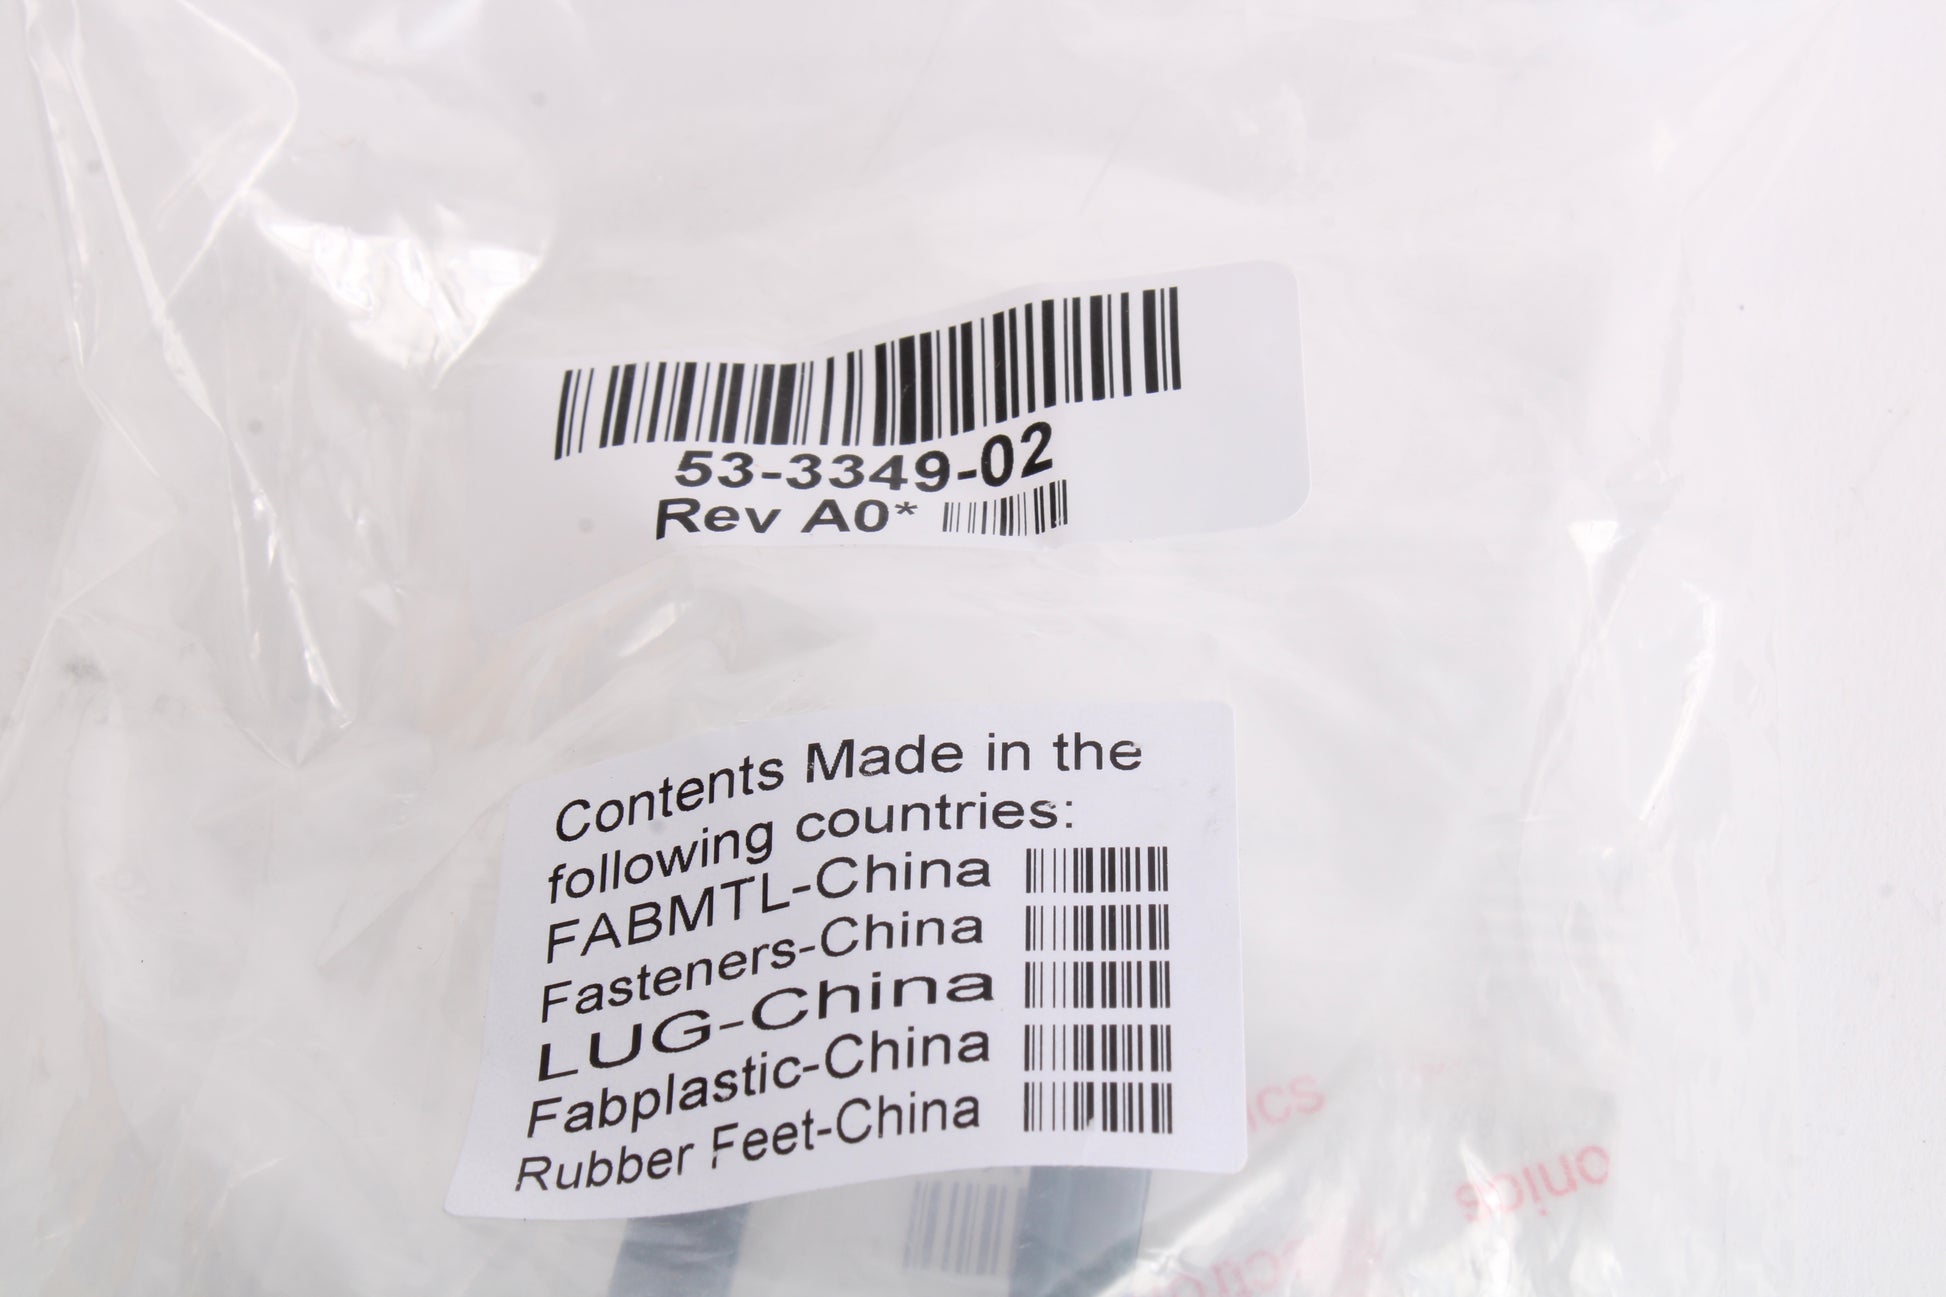 53-3349-02
Rev A0*
Contents Made in the
following countries:
FABMTL-China
Fasteners-China
LUG-China
Fabplastic-China
Rubber Feet-China